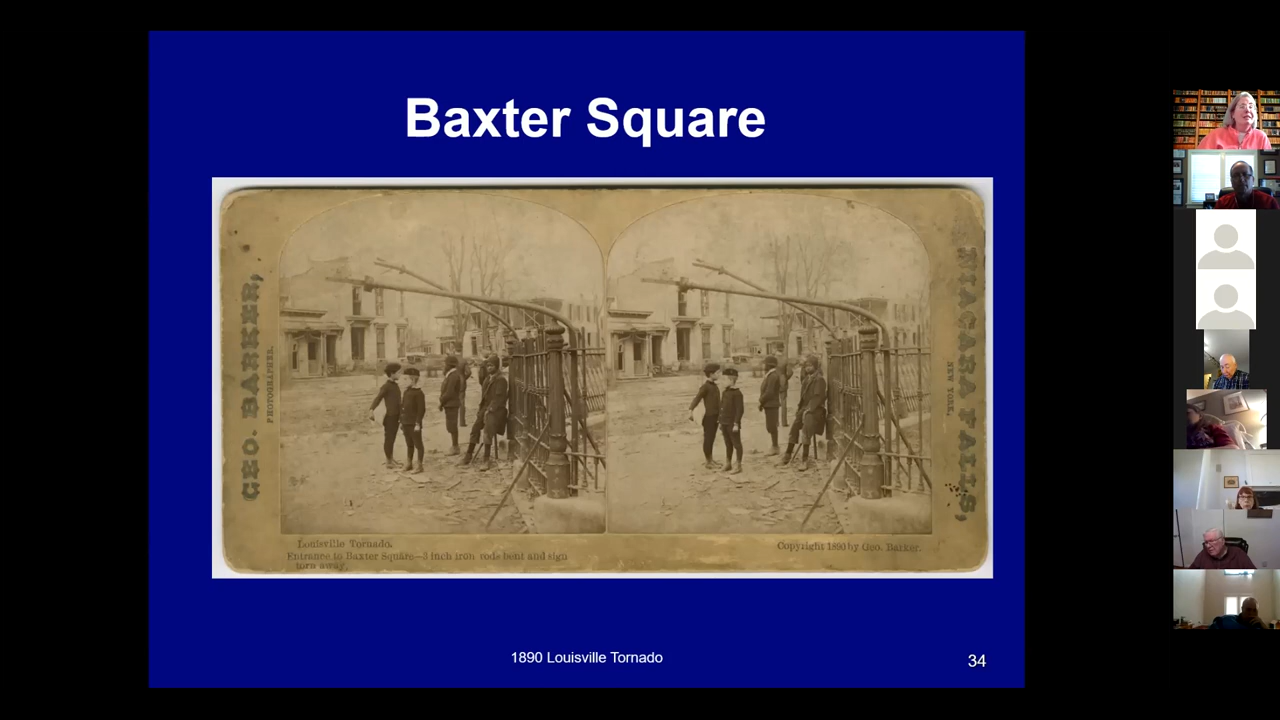 Baxter Square
GEO. BARKER,
PHOTOGRAPHER.
NIAGARA FALLS,
NEW YORK.
Louisville Tornado.
Entrance to Baxter Square—3 inch iron rods bent and sign
torn away.
Copyright 1890 by Geo. Barker.
1890 Louisville Tornado
34